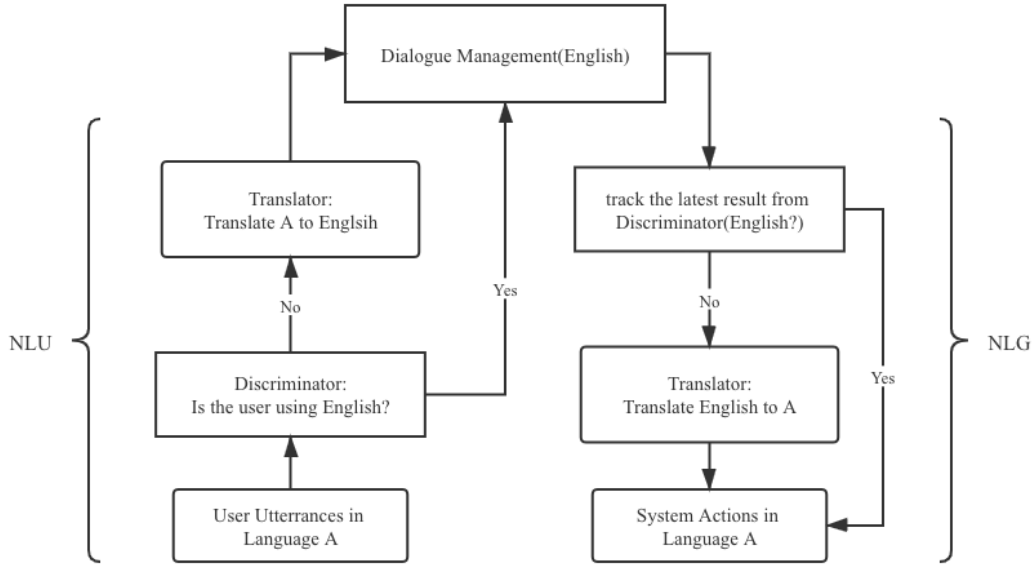 Dialogue Management(English)
Translator:
Translate A to Englsih
No
Yes
NLU
Discriminator:
Is the user using English?
User Utterrances in
Language A
track the latest result from
Discriminator(English?)
No
Yes
NLG
Translator:
Translate English to A
System Actions in
Language A